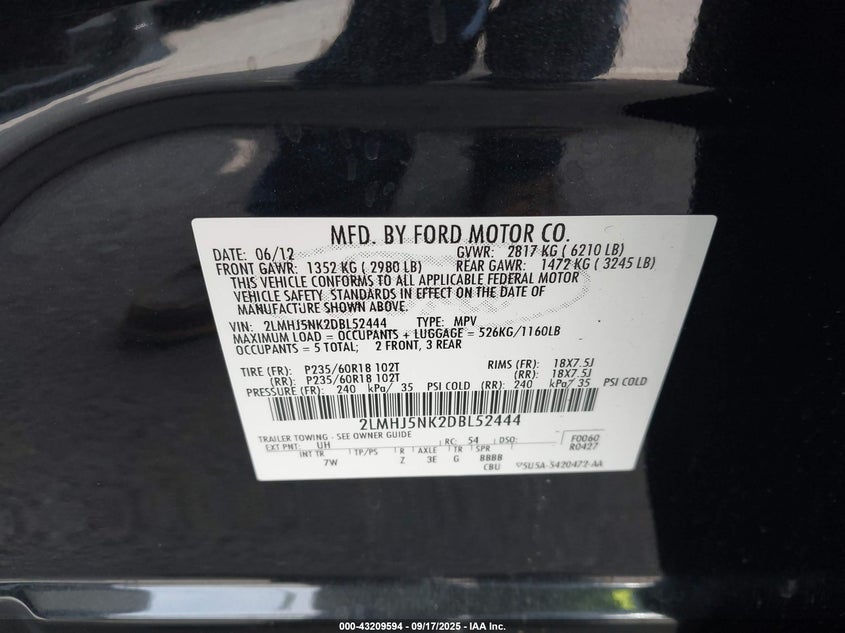 MFD. BY FORD MOTOR CO.
DATE: 06/12 GVWR: 2817 KG ( 6210 LB)
FRONT GAWR: 1352 KG ( 2980 LB) REAR GAWR: 1472 KG ( 3245 LB)
THIS VEHICLE CONFORMS TO ALL APPLICABLE FEDERAL MOTOR
VEHICLE SAFETY STANDARDS IN EFFECT ON THE DATE OF
MANUFACTURE SHOWN ABOVE.
VIN: 2LMHJ5NK2DBL52444 TYPE: MPV
MAXIMUM LOAD = OCCUPANTS + LUGGAGE = 526KG/1160LB
OCCUPANTS = 5 TOTAL; 2 FRONT, 3 REAR
TIRE (FR): P235/60R18 102T RIMS (FR): 18X7.5J
(RR): P235/60R18 102T (RR): 18X7.5J
PRESSURE (FR): 240 kPa/ 35 PSI COLD (RR): 240 kPa/ 35 PSI COLD
2LMHJ5NK2DBL52444
TRAILER TOWING - SEE OWNER GUIDE
EXT PNT: UH RC: 54 DSO: F0060
R0427
INT TR TP/PS R AXLE TR SPR
7W Z 3E G BBBB
CBU 5U5A-3420472-AA
000-43209594 - 09/17/2025 - IAA Inc.